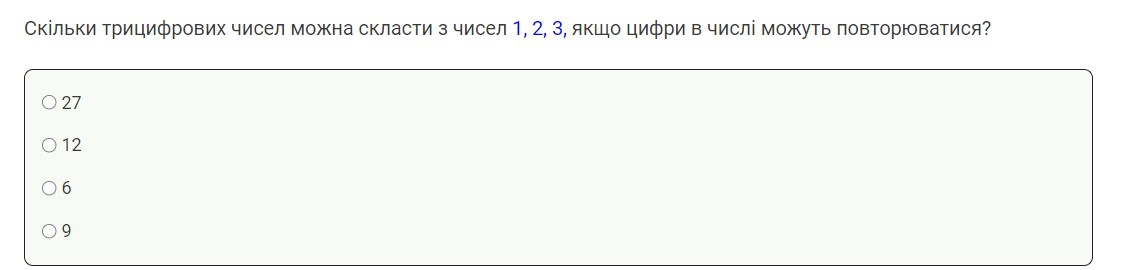 Скільки трицифрових чисел можна скласти з чисел 1, 2, 3, якщо цифри в числі можуть повторюватися?
27
12
6
9